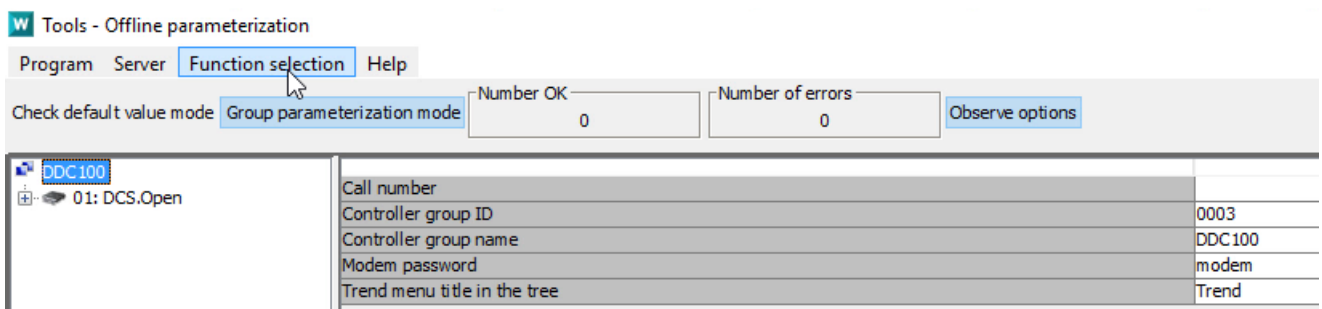 W Tools - Offline parameterization
Program Server Function selection Help
Check default value mode Group parameterization mode Number OK 0 Number of errors 0 Observe options
DDC100
01: DCS.Open
Call number
Controller group ID 0003
Controller group name DDC100
Modem password modem
Trend menu title in the tree Trend